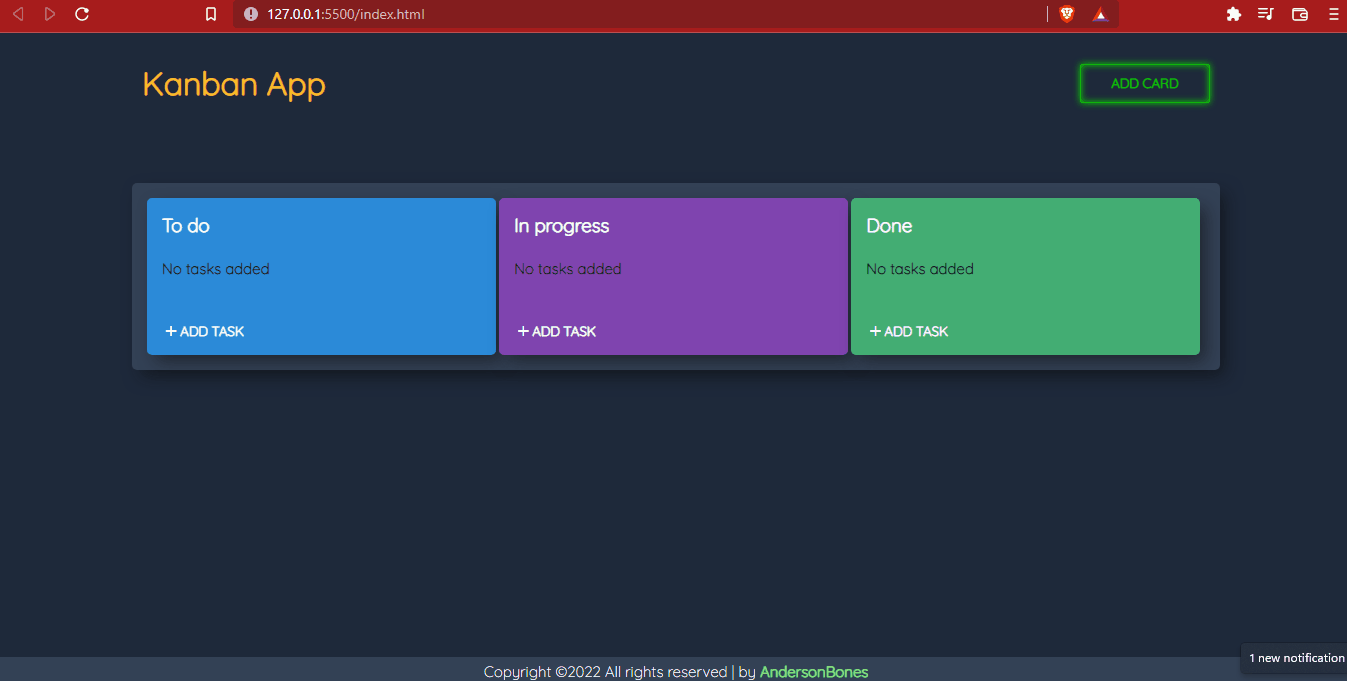 127.0.0.1:5500/index.html
Kanban App
ADD CARD
To do
In progress
Done
No tasks added
No tasks added
No tasks added
+ ADD TASK
+ ADD TASK
+ ADD TASK
1 new notification
Copyright ©2022 All rights reserved | by AndersonBones